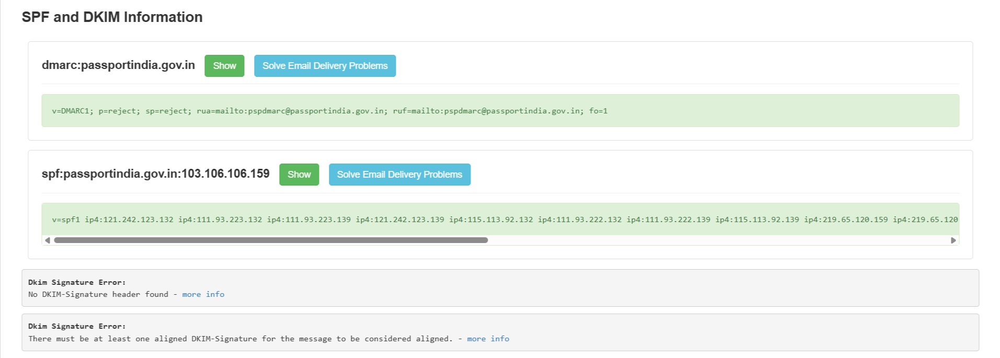 SPF and DKIM Information
dmarc:passportindia.gov.in Show Solve Email Delivery Problems
v=DMARC1; p=reject; sp=reject; rua=mailto:pspdmarc@passportindia.gov.in; ruf=mailto:pspdmarc@passportindia.gov.in; fo=1
spf:passportindia.gov.in:103.106.106.159 Show Solve Email Delivery Problems
v=spf1 ip4:121.242.123.132 ip4:111.93.223.132 ip4:111.93.223.139 ip4:121.242.123.139 ip4:115.113.92.132 ip4:111.93.222.132 ip4:111.93.222.139 ip4:115.113.92.139 ip4:219.65.120.159 ip4:219.65.120
Dkim Signature Error:
No DKIM-Signature header found - more info
Dkim Signature Error:
There must be at least one aligned DKIM-Signature for the message to be considered aligned. - more info